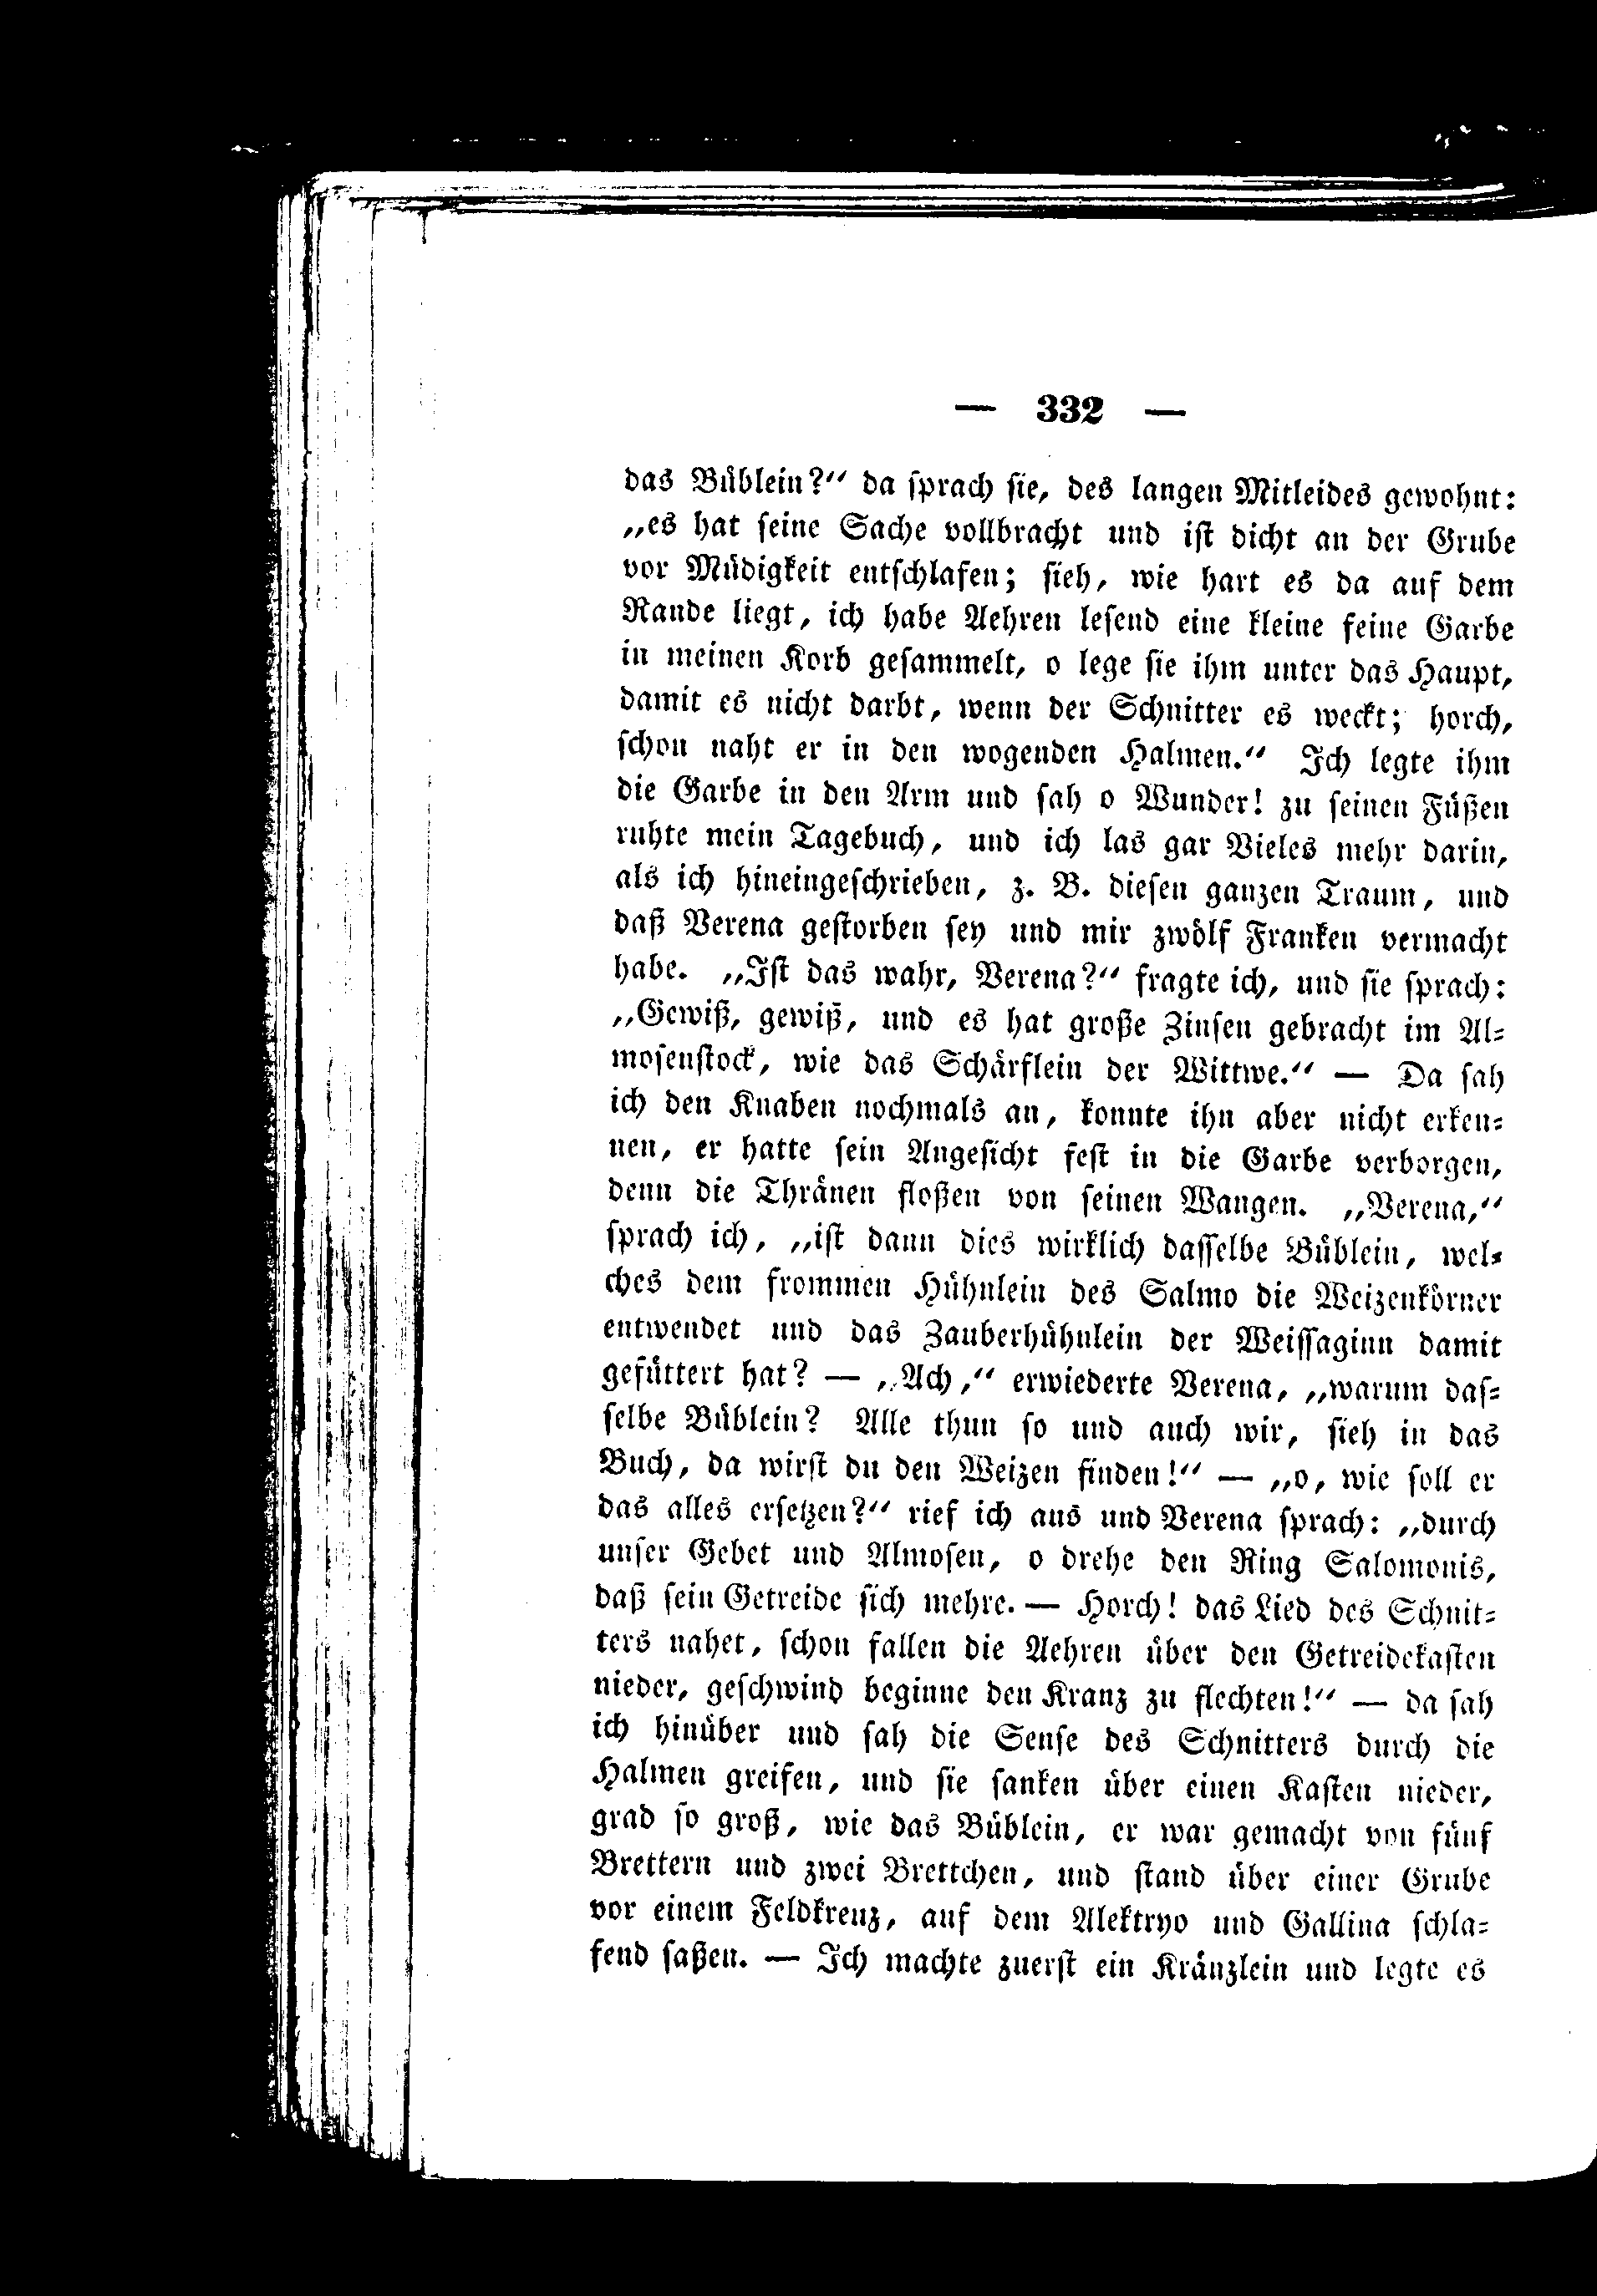 — 332 —
das Büblein?“ da sprach sie, des langen Mitleides gewohnt:
„es hat seine Sache vollbracht und ist dicht an der Grube
vor Müdigkeit entschlafen; sieh, wie hart es da auf dem
Rande liegt, ich habe Aehren lesend eine kleine feine Garbe
in meinen Korb gesammelt, o lege sie ihm unter das Haupt,
damit es nicht darbt, wenn der Schnitter es weckt; horch,
schon naht er in den wogenden Halmen.“ Ich legte ihm
die Garbe in den Arm und sah o Wunder! zu seinen Füßen
ruhte mein Tagebuch, und ich las gar Vieles mehr darin,
als ich hineingeschrieben, z. B. diesen ganzen Traum, und
daß Verena gestorben sey und mir zwölf Franken vermacht
habe. „Ist das wahr, Verena?“ fragte ich, und sie sprach:
„Gewiß, gewiß, und es hat große Zinsen gebracht im Al-
mosenstock, wie das Schärflein der Wittwe.“ — Da sah
ich den Knaben nochmals an, konnte ihn aber nicht erken-
nen, er hatte sein Angesicht fest in die Garbe verborgen,
denn die Thränen floßen von seinen Wangen. „Verena,“
sprach ich, „ist dann dies wirklich dasselbe Büblein, wel-
ches dem frommen Hühnlein des Salmo die Weizenkörner
entwendet und das Zauberhühnlein der Weissaginn damit
gefüttert hat? — „Ach,“ erwiederte Verena, „warum das-
selbe Büblein? Alle thun so und auch wir, sieh in das
Buch, da wirst du den Weizen finden!“ — „o, wie soll er
das alles ersetzen?“ rief ich aus und Verena sprach: „durch
unser Gebet und Almosen, o drehe den Ring Salomonis,
daß sein Getreide sich mehre. — Horch! das Lied des Schnit-
ters nahet, schon fallen die Aehren über den Getreidekasten
nieder, geschwind beginne den Kranz zu flechten!“ — da sah
ich hinüber und sah die Sense des Schnitters durch die
Halmen greifen, und sie sanken über einen Kasten nieder,
grad so groß, wie das Büblein, er war gemacht von fünf
Brettern und zwei Brettchen, und stand über einer Grube
vor einem Feldkreuz, auf dem Alektryo und Gallina schla-
fend saßen. — Ich machte zuerst ein Kränzlein und legte es